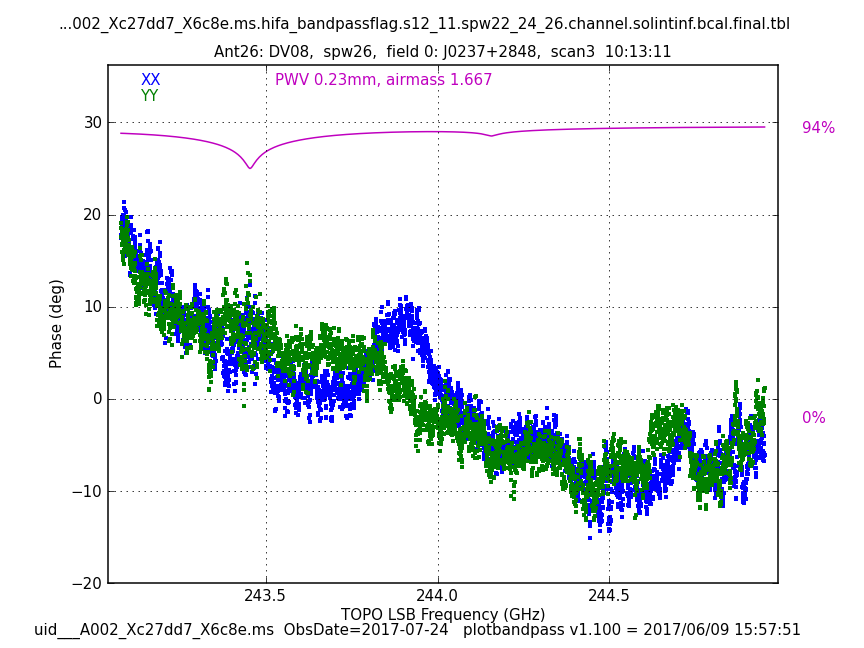 ...002_Xc27dd7_X6c8e.ms.hifa_bandpassflag.s12_11.spw22_24_26.channel.solintinf.bcal.final.tbl
Ant26: DV08, spw26, field 0: J0237+2848, scan3 10:13:11
XX
YY
PWV 0.23mm, airmass 1.667
94%
0%
30
20
10
0
−10
−20
Phase (deg)
243.5
244.0
244.5
TOPO LSB Frequency (GHz)
uid___A002_Xc27dd7_X6c8e.ms ObsDate=2017-07-24 plotbandpass v1.100 = 2017/06/09 15:57:51